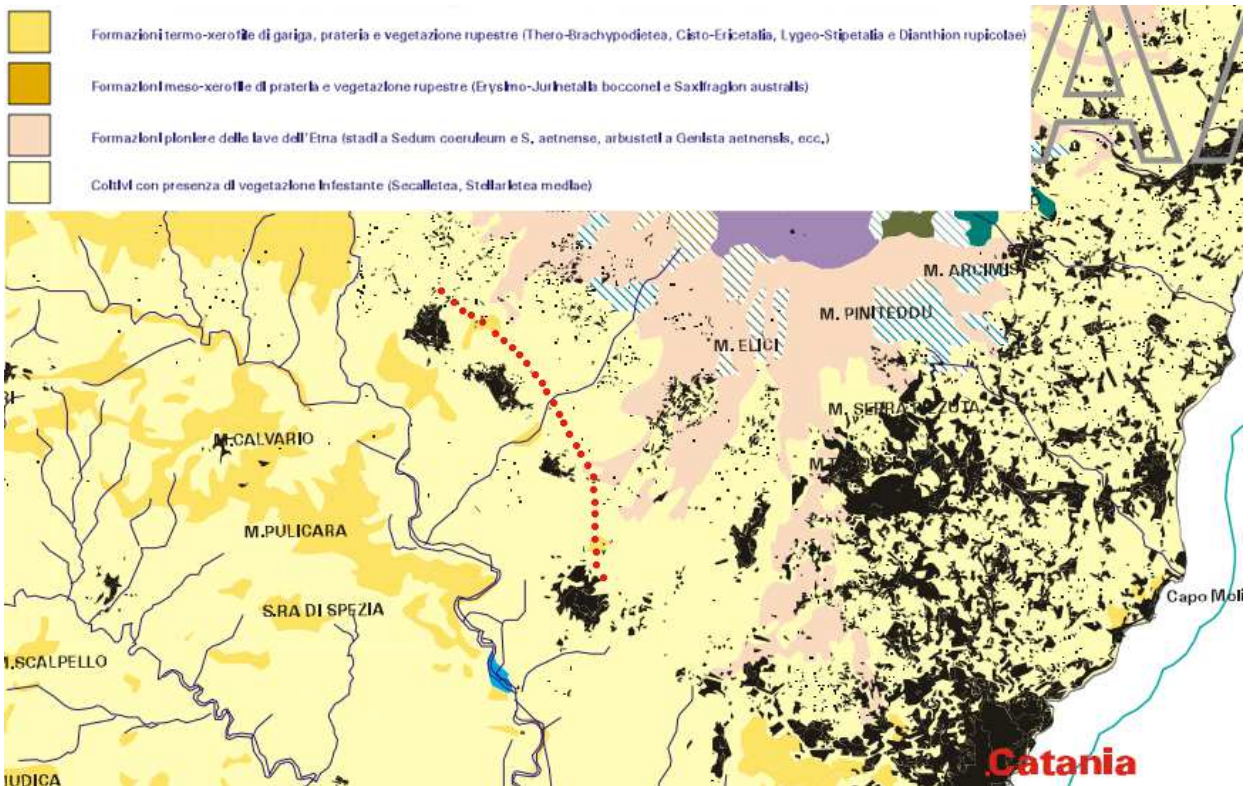 Formazioni termo-xerofile di gariga, prateria e vegetazione rupestre (Thero-Brachypodietea, Cisto-Ericetalia, Lygeo-Stipetalia e Dianthion rupicolae)
Formazioni meso-xerofile di prateria e vegetazione rupestre (Erysimo-Jurinetalia bocconei e Saxifragion australis)
Formazioni pioniere delle lave dell'Etna (stadi a Sedum coeruleum e S. aetnense, arbusteti a Genista aetnensis, ecc.)
Coltivi con presenza di vegetazione infestante (Secalietea, Stellarietea mediae)
M. ARCIMIS
M. PINITEDDU
M. ELICI
M. SERRA PIZZUTA
M.CALVARIO
M.PULICARA
S.RA DI SPEZIA
Capo Moli
M.SCALPELLO
IUDICA
Catania